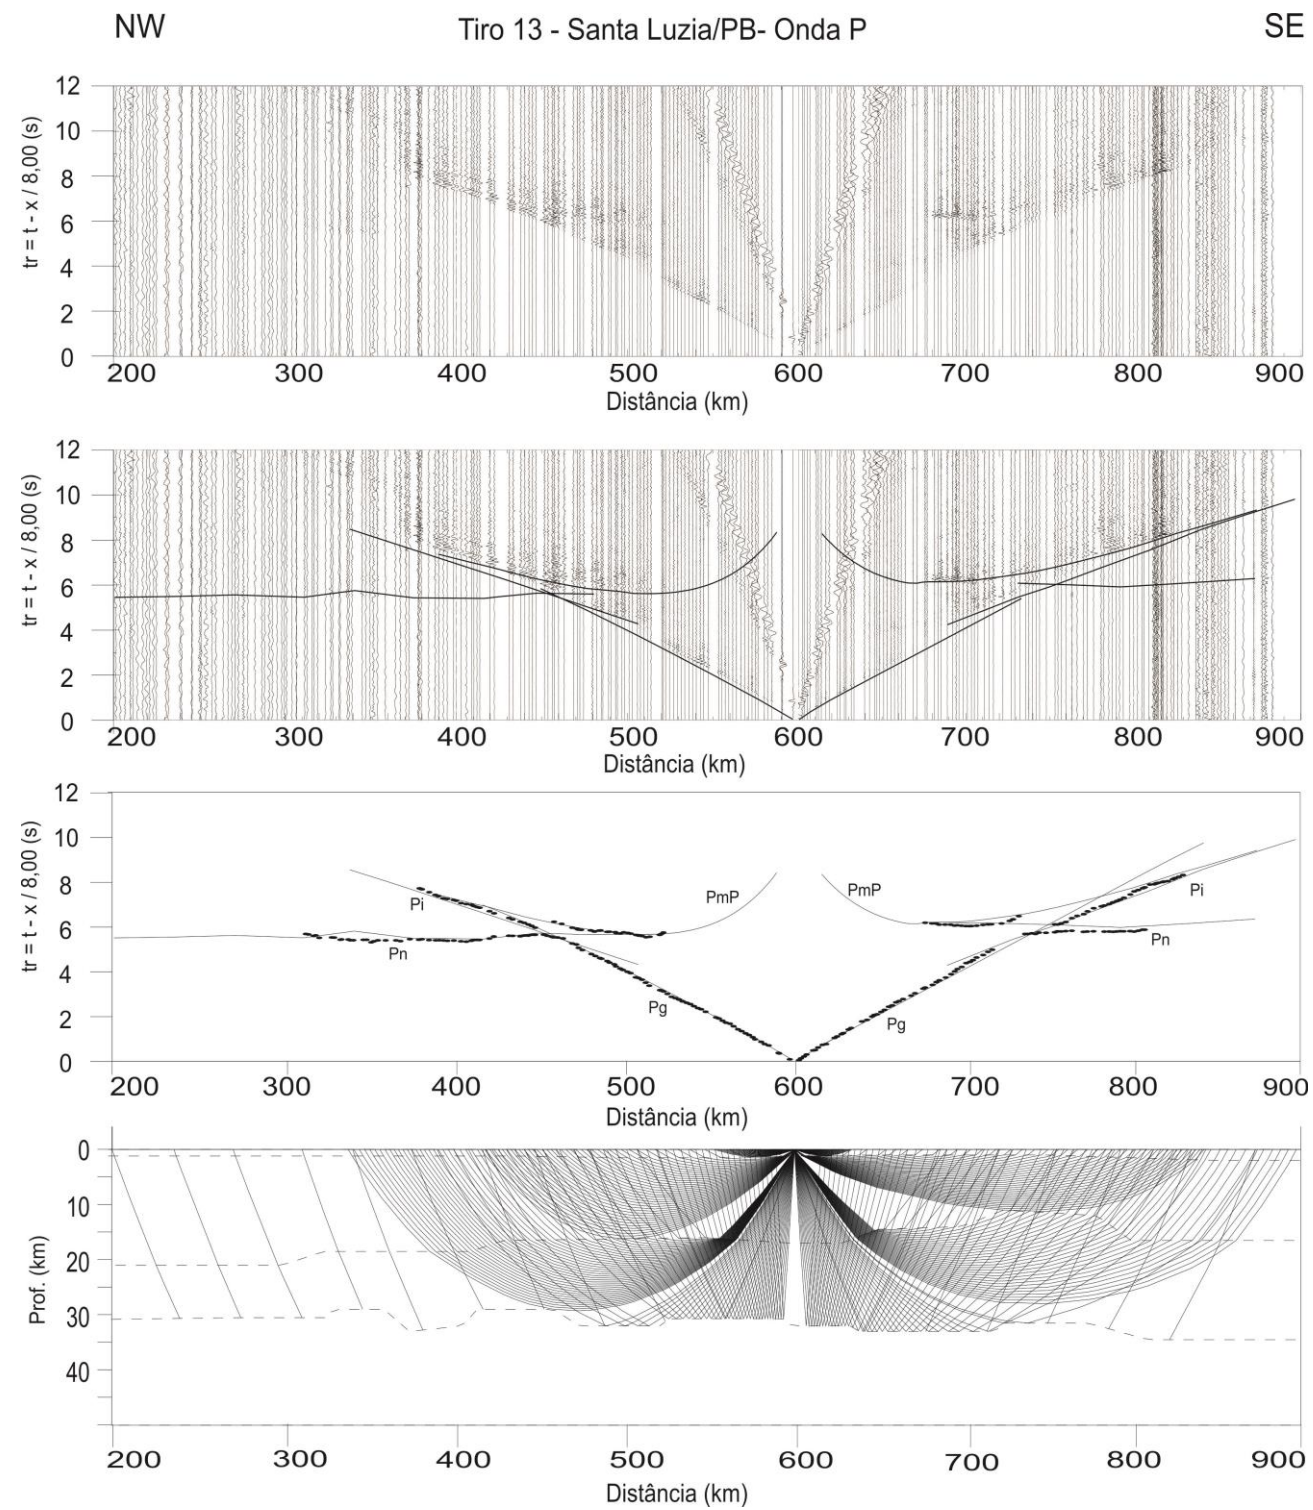 NW Tiro 13 - Santa Luzia/PB- Onda P SE
12
10
8
6
4
2
0
tr = t - x / 8,00 (s)
200 300 400 500 600 700 800 900
Distância (km)
12
10
8
6
4
2
0
tr = t - x / 8,00 (s)
200 300 400 500 600 700 800 900
Distância (km)
12
10
8
6
4
2
0
tr = t - x / 8,00 (s)
PmP PmP
Pi Pi
Pn Pn
Pg Pg
200 300 400 500 600 700 800 900
Distância (km)
0
10
20
30
40
Prof. (km)
200 300 400 500 600 700 800 900
Distância (km)